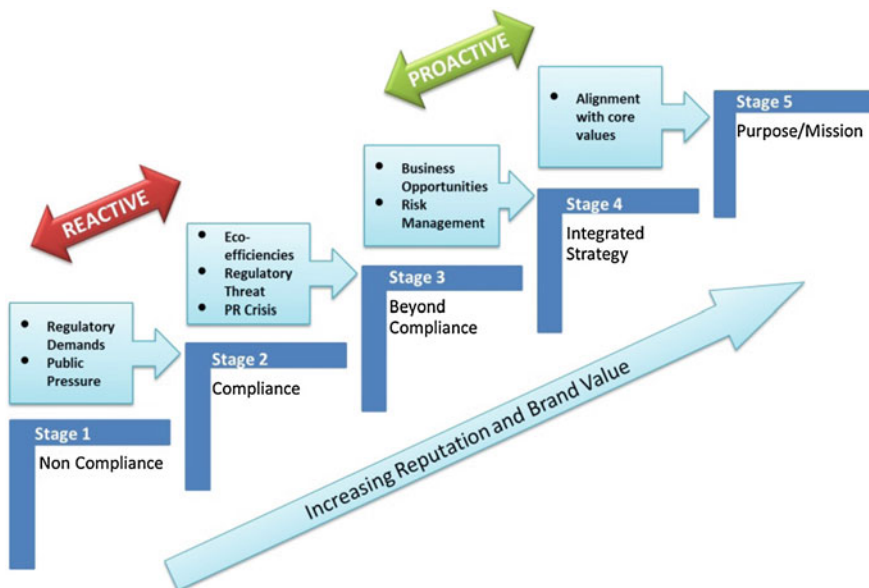 PROACTIVE
• Alignment
with core
values
Stage 5
Purpose/Mission
REACTIVE
• Business
Opportunities
• Risk
Management
Stage 4
Integrated
Strategy
• Eco-
efficiencies
• Regulatory
Threat
• PR Crisis
Stage 3
Beyond
Compliance
• Regulatory
Demands
• Public
Pressure
Stage 2
Compliance
Stage 1
Non Compliance
Increasing Reputation and Brand Value